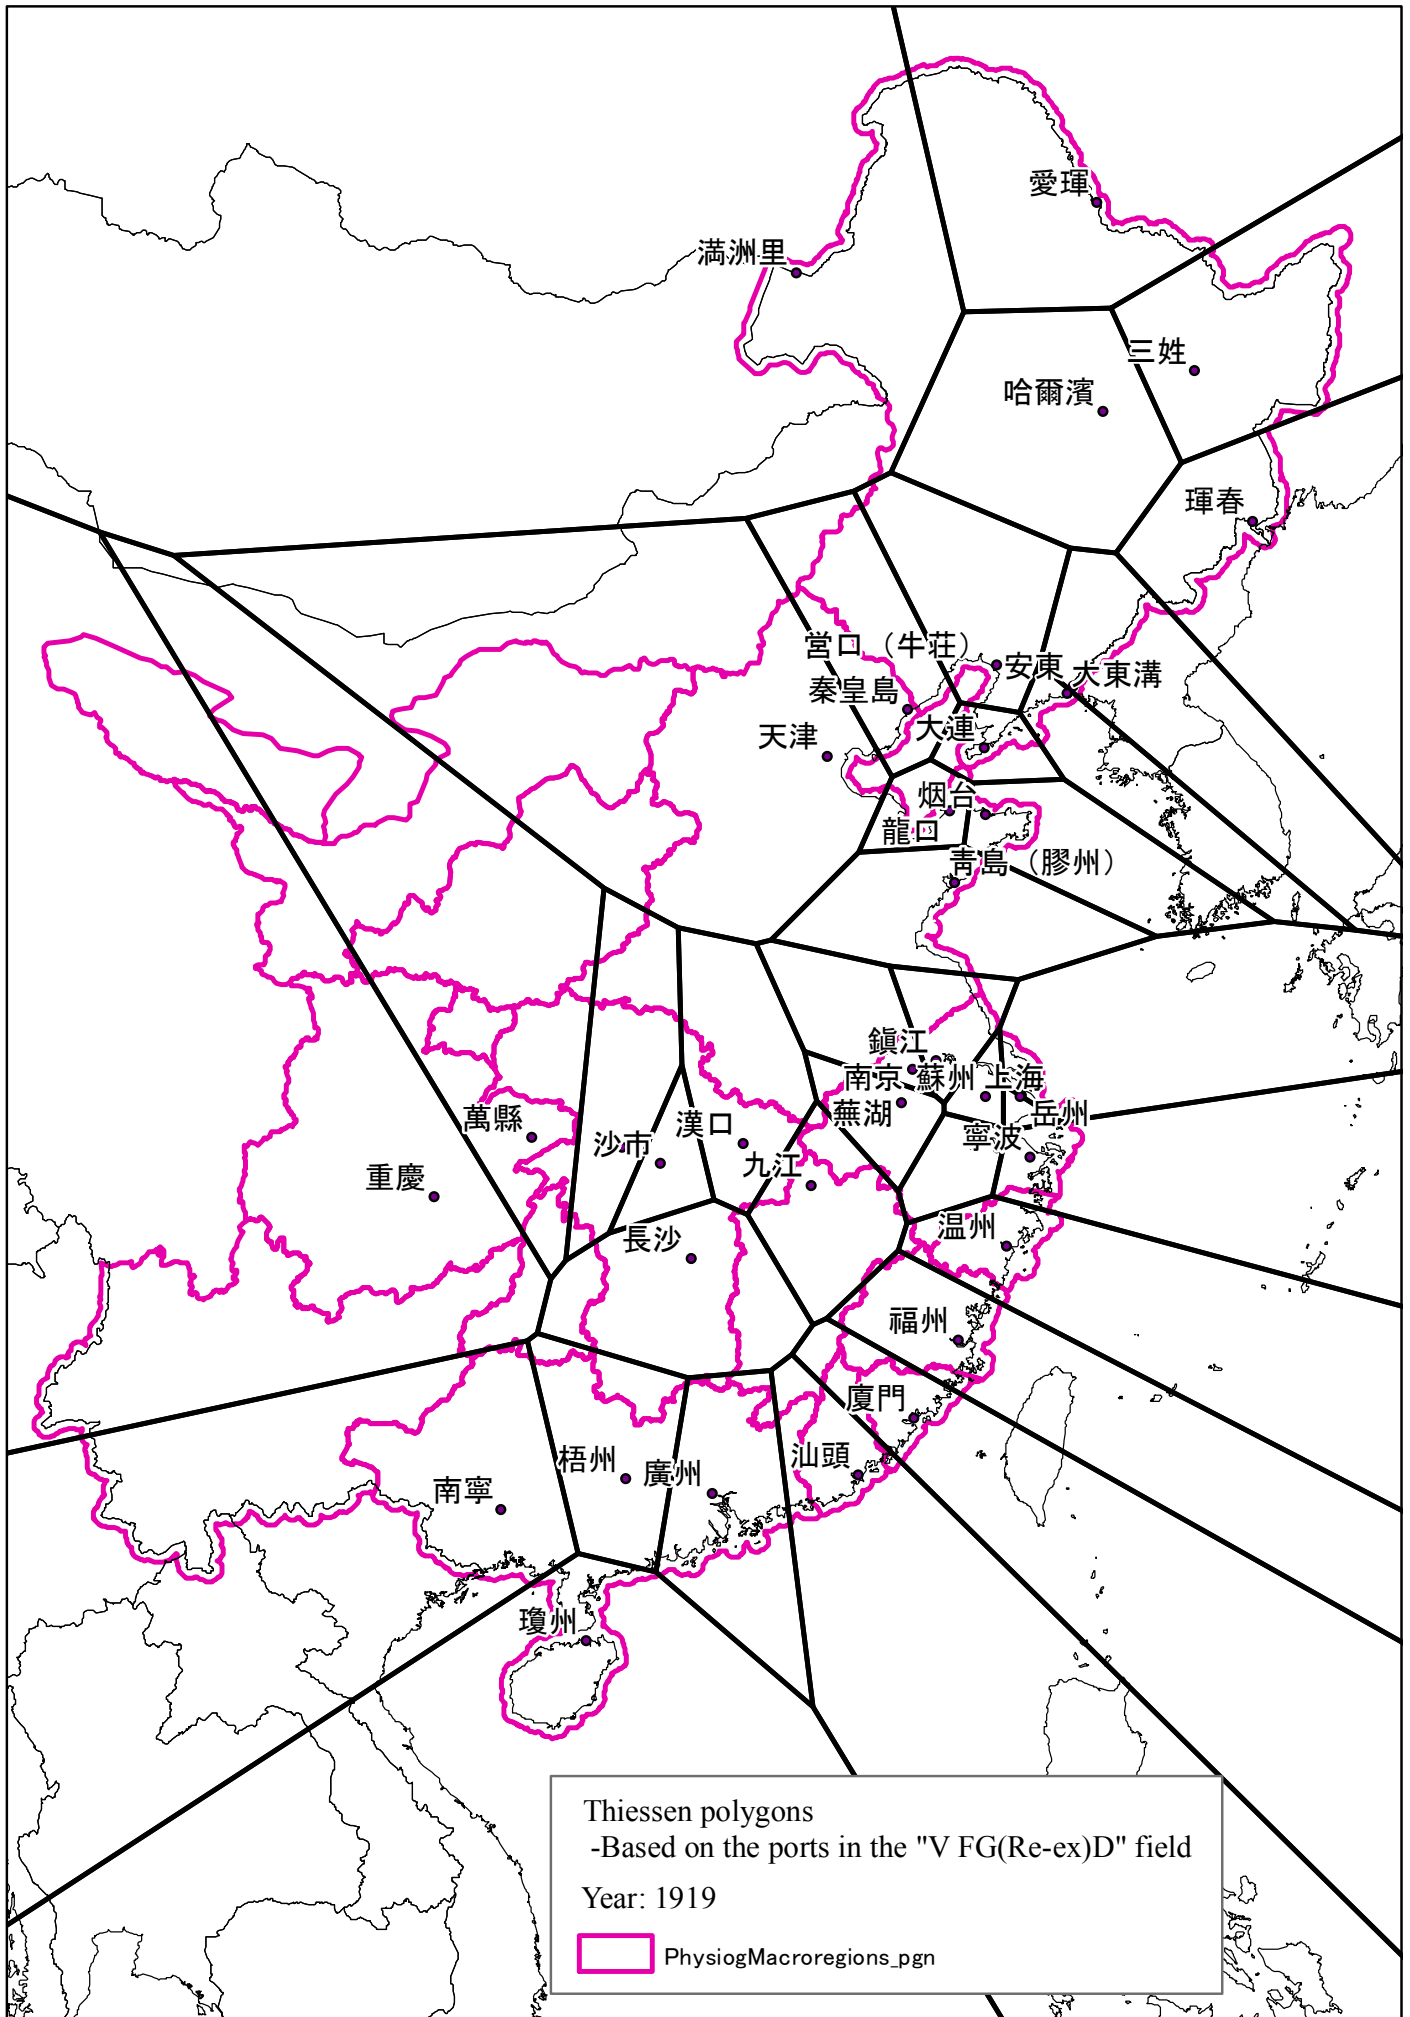 愛琿
満洲里
三姓
哈爾濱
琿春
営口（牛荘）
安東
大東溝
秦皇島
大連
天津
烟台
龍口
靑島（膠州）
鎭江
南京
蘇州
上海
蕪湖
岳州
萬縣
沙市
漢口
寧波
九江
重慶
温州
長沙
福州
廈門
汕頭
梧州
廣州
南寧
瓊州
Thiessen polygons
-Based on the ports in the "V FG(Re-ex)D" field
Year: 1919
PhysiogMacroregions_pgn